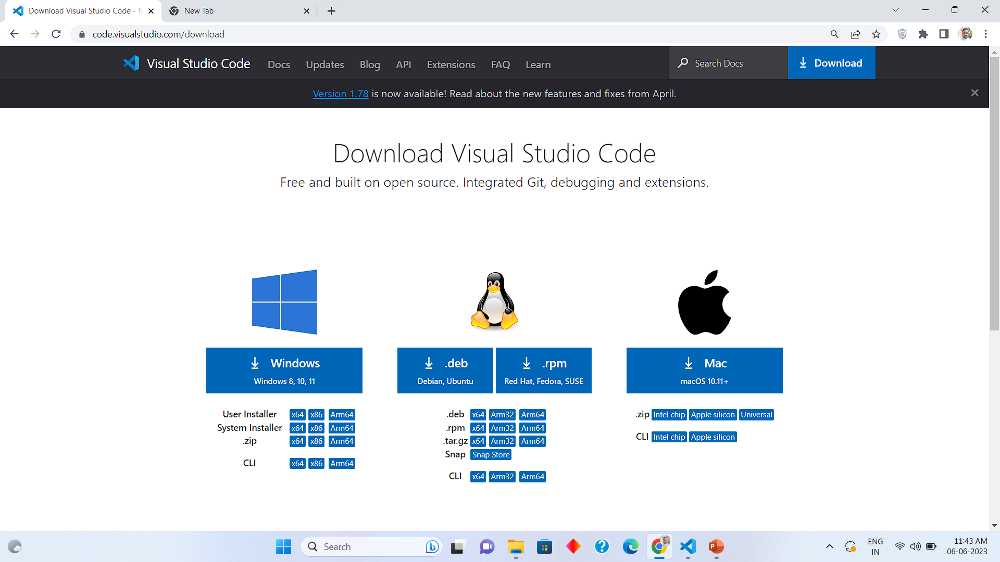 Download Visual Studio Code -
New Tab
code.visualstudio.com/download
Visual Studio Code Docs Updates Blog API Extensions FAQ Learn Search Docs Download
Version 1.78 is now available! Read about the new features and fixes from April.
Download Visual Studio Code
Free and built on open source. Integrated Git, debugging and extensions.
Windows
Windows 8, 10, 11
User Installer x64 x86 Arm64
System Installer x64 x86 Arm64
.zip x64 x86 Arm64
CLI x64 x86 Arm64
.deb
Debian, Ubuntu
.rpm
Red Hat, Fedora, SUSE
.deb x64 Arm32 Arm64
.rpm x64 Arm32 Arm64
.tar.gz x64 Arm32 Arm64
Snap Snap Store
CLI x64 Arm32 Arm64
Mac
macOS 10.11+
.zip Intel chip Apple silicon Universal
CLI Intel chip Apple silicon
Search
ENG
IN
11:43 AM
06-06-2023